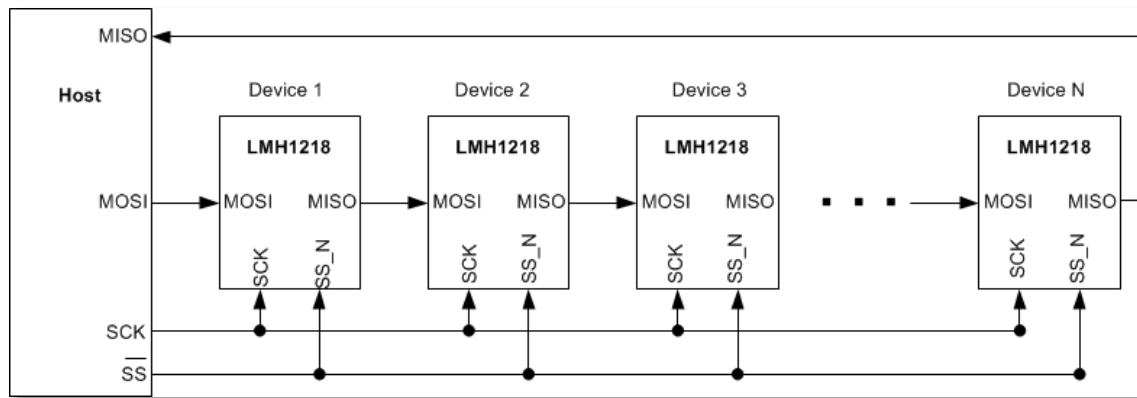 MISO
Host
Device 1
Device 2
Device 3
Device N
LMH1218
LMH1218
LMH1218
LMH1218
MOSI
MOSI MISO
MOSI MISO
MOSI MISO
MOSI MISO
SCK SS_N
SCK SS_N
SCK SS_N
SCK SS_N
SCK
SS